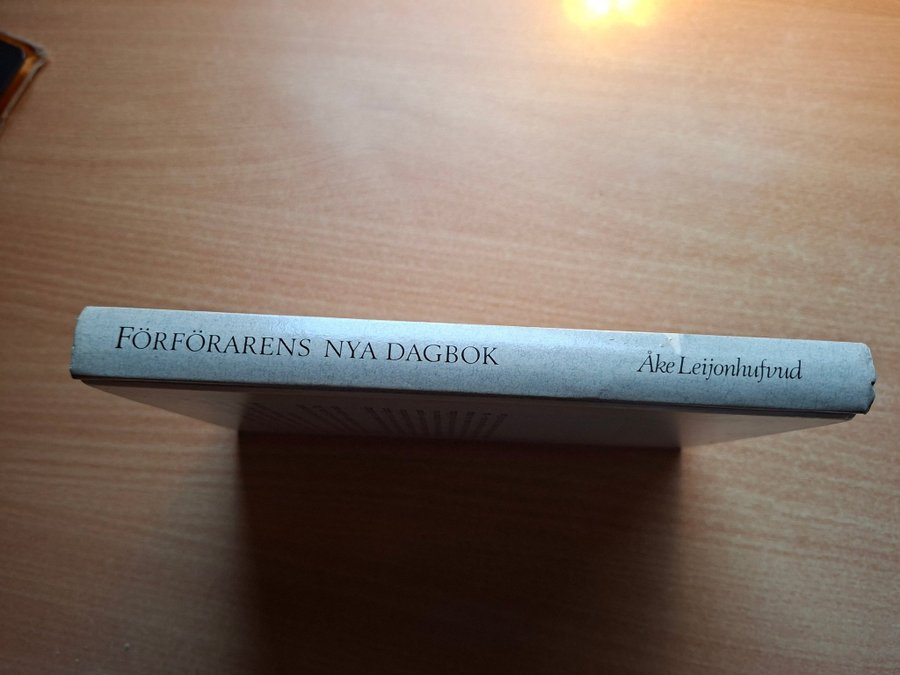 FÖRFÖRARENS NYA DAGBOK
Åke Leijonhufvud